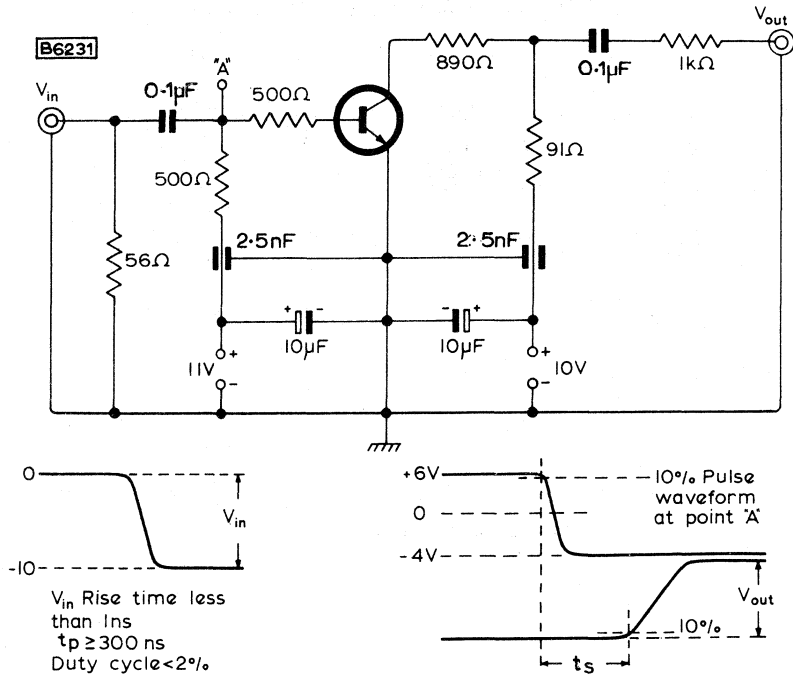 B6231
V_in
0·1µF
"A"
500Ω
500Ω
56Ω
890Ω
0·1µF
1kΩ
V_out
91Ω
2·5nF
2·5nF
+ -
10µF
- +
10µF
+
11V
-
+
10V
-
0
V_in
-10
V_in Rise time less
than 1ns
t_p ≥ 300 ns
Duty cycle<2%
+6V
0
-4V
10% Pulse
waveform
at point "A"
V_out
10%
t_s